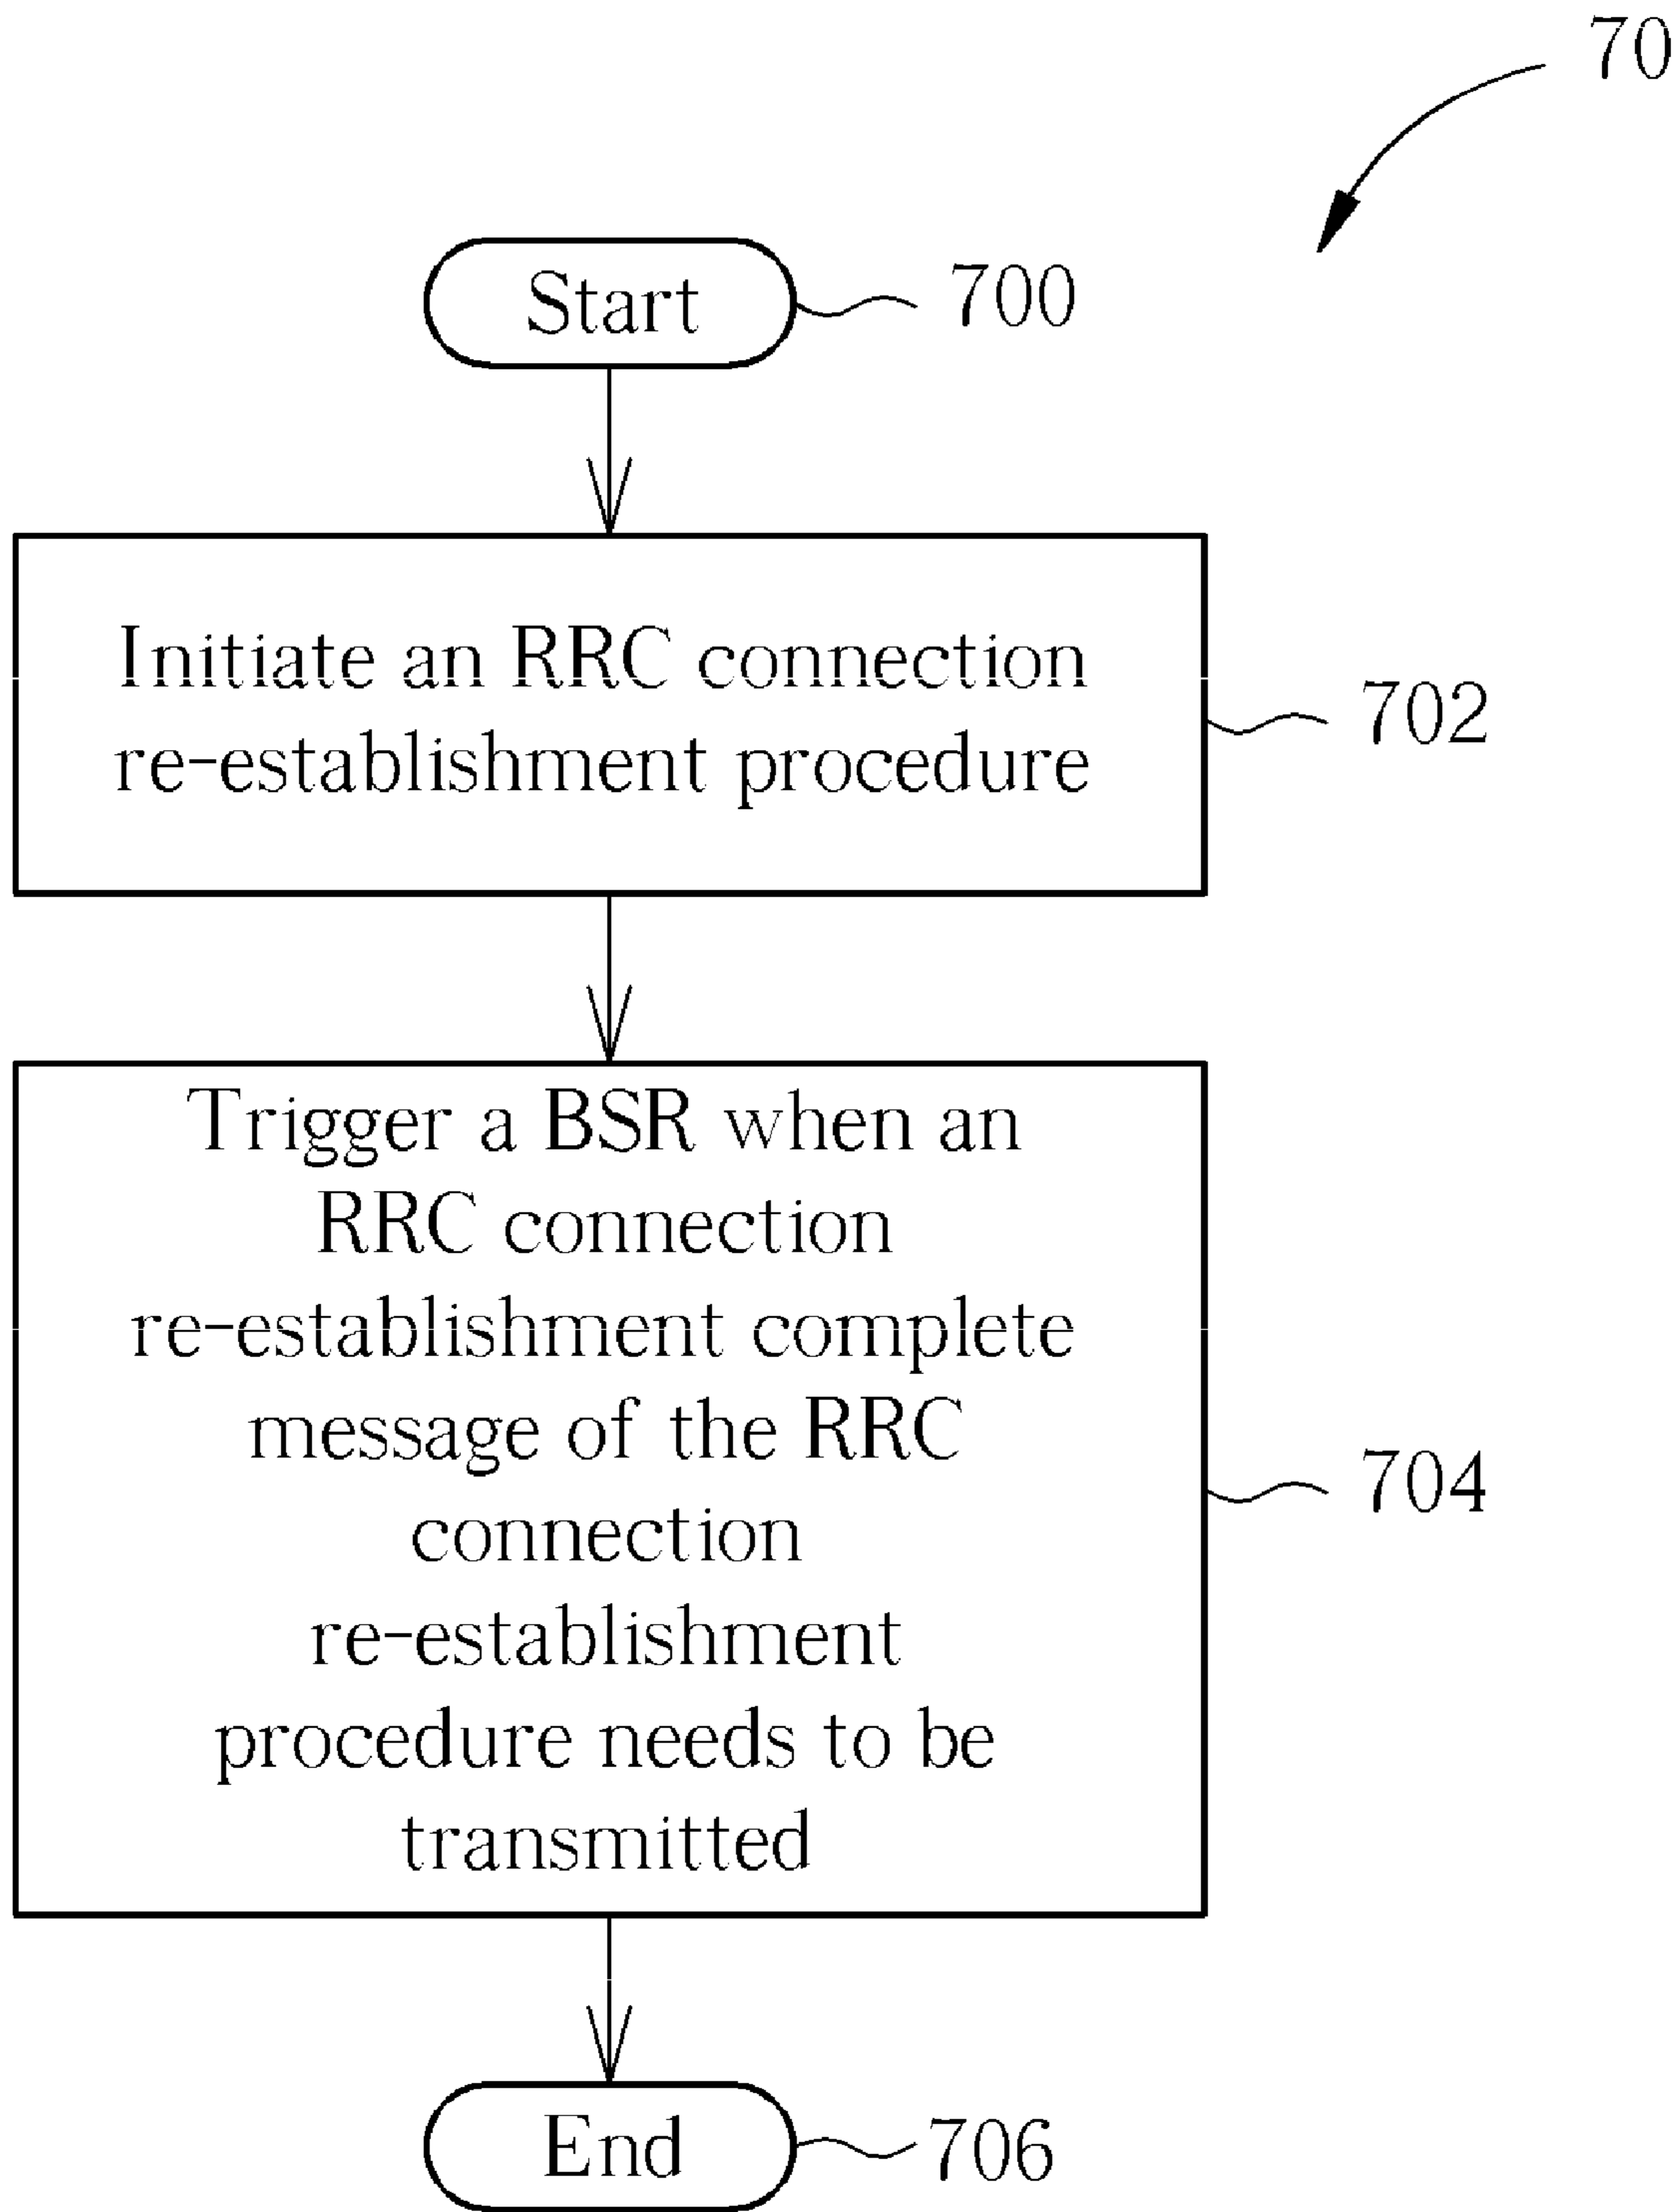 70
Start
700
Initiate an RRC connection
re-establishment procedure
702
Trigger a BSR when an
RRC connection
re-establishment complete
message of the RRC
connection
re-establishment
procedure needs to be
transmitted
704
End
706